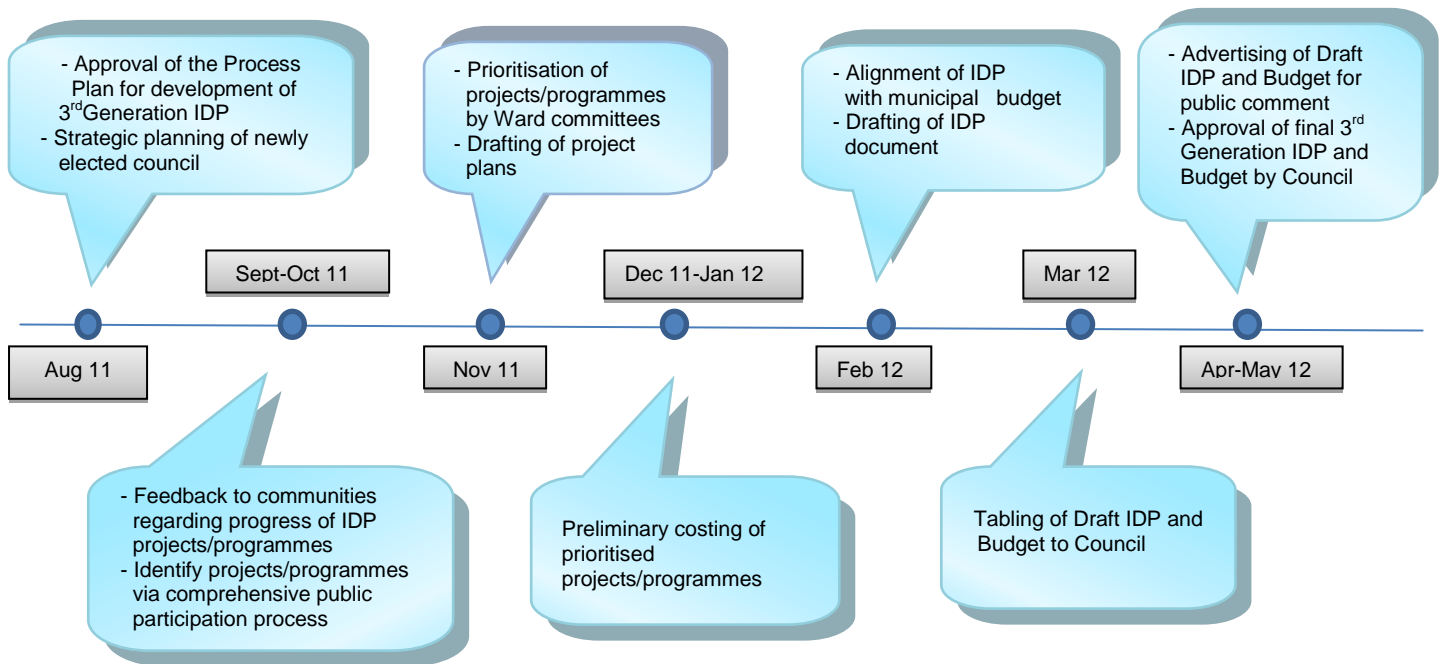 - Approval of the Process
Plan for development of
3rdGeneration IDP
- Strategic planning of newly
elected council
- Prioritisation of
projects/programmes
by Ward committees
- Drafting of project
plans
- Alignment of IDP
with municipal budget
- Drafting of IDP
document
- Advertising of Draft
IDP and Budget for
public comment
- Approval of final 3rd
Generation IDP and
Budget by Council
Sept-Oct 11
Dec 11-Jan 12
Mar 12
Aug 11
Nov 11
Feb 12
Apr-May 12
- Feedback to communities
regarding progress of IDP
projects/programmes
- Identify projects/programmes
via comprehensive public
participation process
Preliminary costing of
prioritised
projects/programmes
Tabling of Draft IDP and
Budget to Council